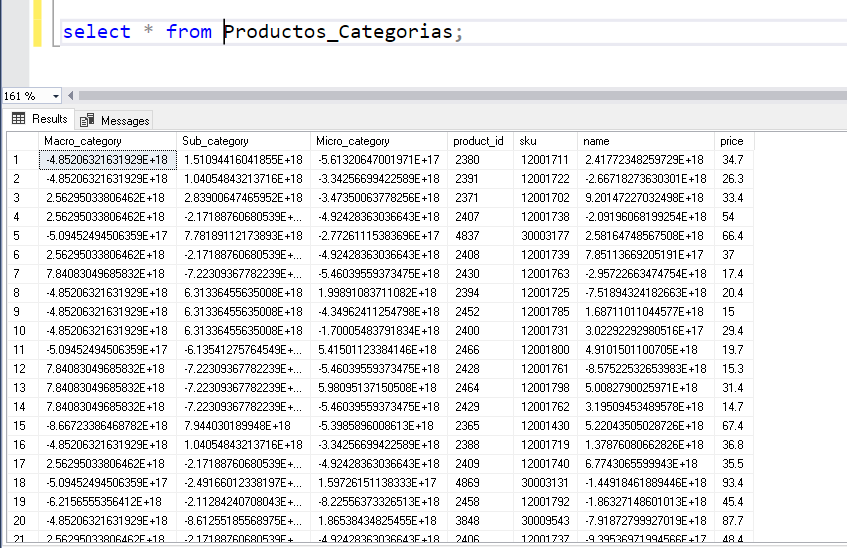 select * from Productos_Categorias;
161 %
Results Messages
Macro_category Sub_category Micro_category product_id sku name price
1 -4.85206321631929E+18 1.51094416041855E+18 -5.61320647001971E+17 2380 12001711 2.41772348259729E+18 34.7
2 -4.85206321631929E+18 1.04054843213716E+18 -3.34256699422589E+18 2391 12001722 -2.66718273630301E+18 26.3
3 2.56295033806462E+18 2.83900647465952E+18 -3.47350063778256E+18 2371 12001702 9.20147227032498E+18 33.4
4 2.56295033806462E+18 -2.17188760680539E+... -4.92428363036643E+18 2407 12001738 -2.09196068199254E+18 54
5 -5.09452494506359E+17 7.78189112173893E+18 -2.77261115383696E+17 4837 30003177 2.58164748567508E+18 66.4
6 2.56295033806462E+18 -2.17188760680539E+... -4.92428363036643E+18 2408 12001739 7.85113669205191E+17 37
7 7.84083049685832E+18 -7.22309367782239E+... -5.46039559373475E+18 2430 12001763 -2.95722663474754E+18 17.4
8 -4.85206321631929E+18 6.31336455635008E+18 1.99891083711082E+18 2394 12001725 -7.51894324182663E+18 20.4
9 -4.85206321631929E+18 6.31336455635008E+18 -4.34962411254798E+18 2452 12001785 1.68711011044577E+18 15
10 -4.85206321631929E+18 6.31336455635008E+18 -1.70005483791834E+18 2400 12001731 3.02292292980516E+17 29.4
11 -5.09452494506359E+17 -6.13541275764549E+... 5.41501123384146E+18 2466 12001800 4.9101501100705E+18 19.7
12 7.84083049685832E+18 -7.22309367782239E+... -5.46039559373475E+18 2428 12001761 -8.57522532653983E+18 15.3
13 7.84083049685832E+18 -7.22309367782239E+... 5.98095137150508E+18 2464 12001798 5.0082790025971E+18 31.4
14 7.84083049685832E+18 -7.22309367782239E+... -5.46039559373475E+18 2429 12001762 3.19509453489578E+18 14.7
15 -8.66723386468782E+18 7.944030189948E+18 -5.3985896008613E+18 2365 12001430 5.22043505028726E+18 67.4
16 -4.85206321631929E+18 1.04054843213716E+18 -3.34256699422589E+18 2388 12001719 1.37876080662826E+18 36.8
17 2.56295033806462E+18 -2.17188760680539E+... -4.92428363036643E+18 2409 12001740 6.7743065599943E+18 35.5
18 -5.09452494506359E+17 -2.49166012338197E+... 1.59726151138333E+17 4869 30003131 -1.44918461889446E+18 93.4
19 -6.2156555356412E+18 -2.11284240708043E+... -8.22556373326513E+18 2458 12001792 -1.86327148601013E+18 45.4
20 -4.85206321631929E+18 -8.61255185568975E+... 1.86538434825455E+18 3848 30009543 -7.91872799927019E+18 87.7
21 2.56295033806462E+18 -2.17188760680539E+... -4.92428363036643E+18 2406 12001737 -9.39536971994566E+17 48.4